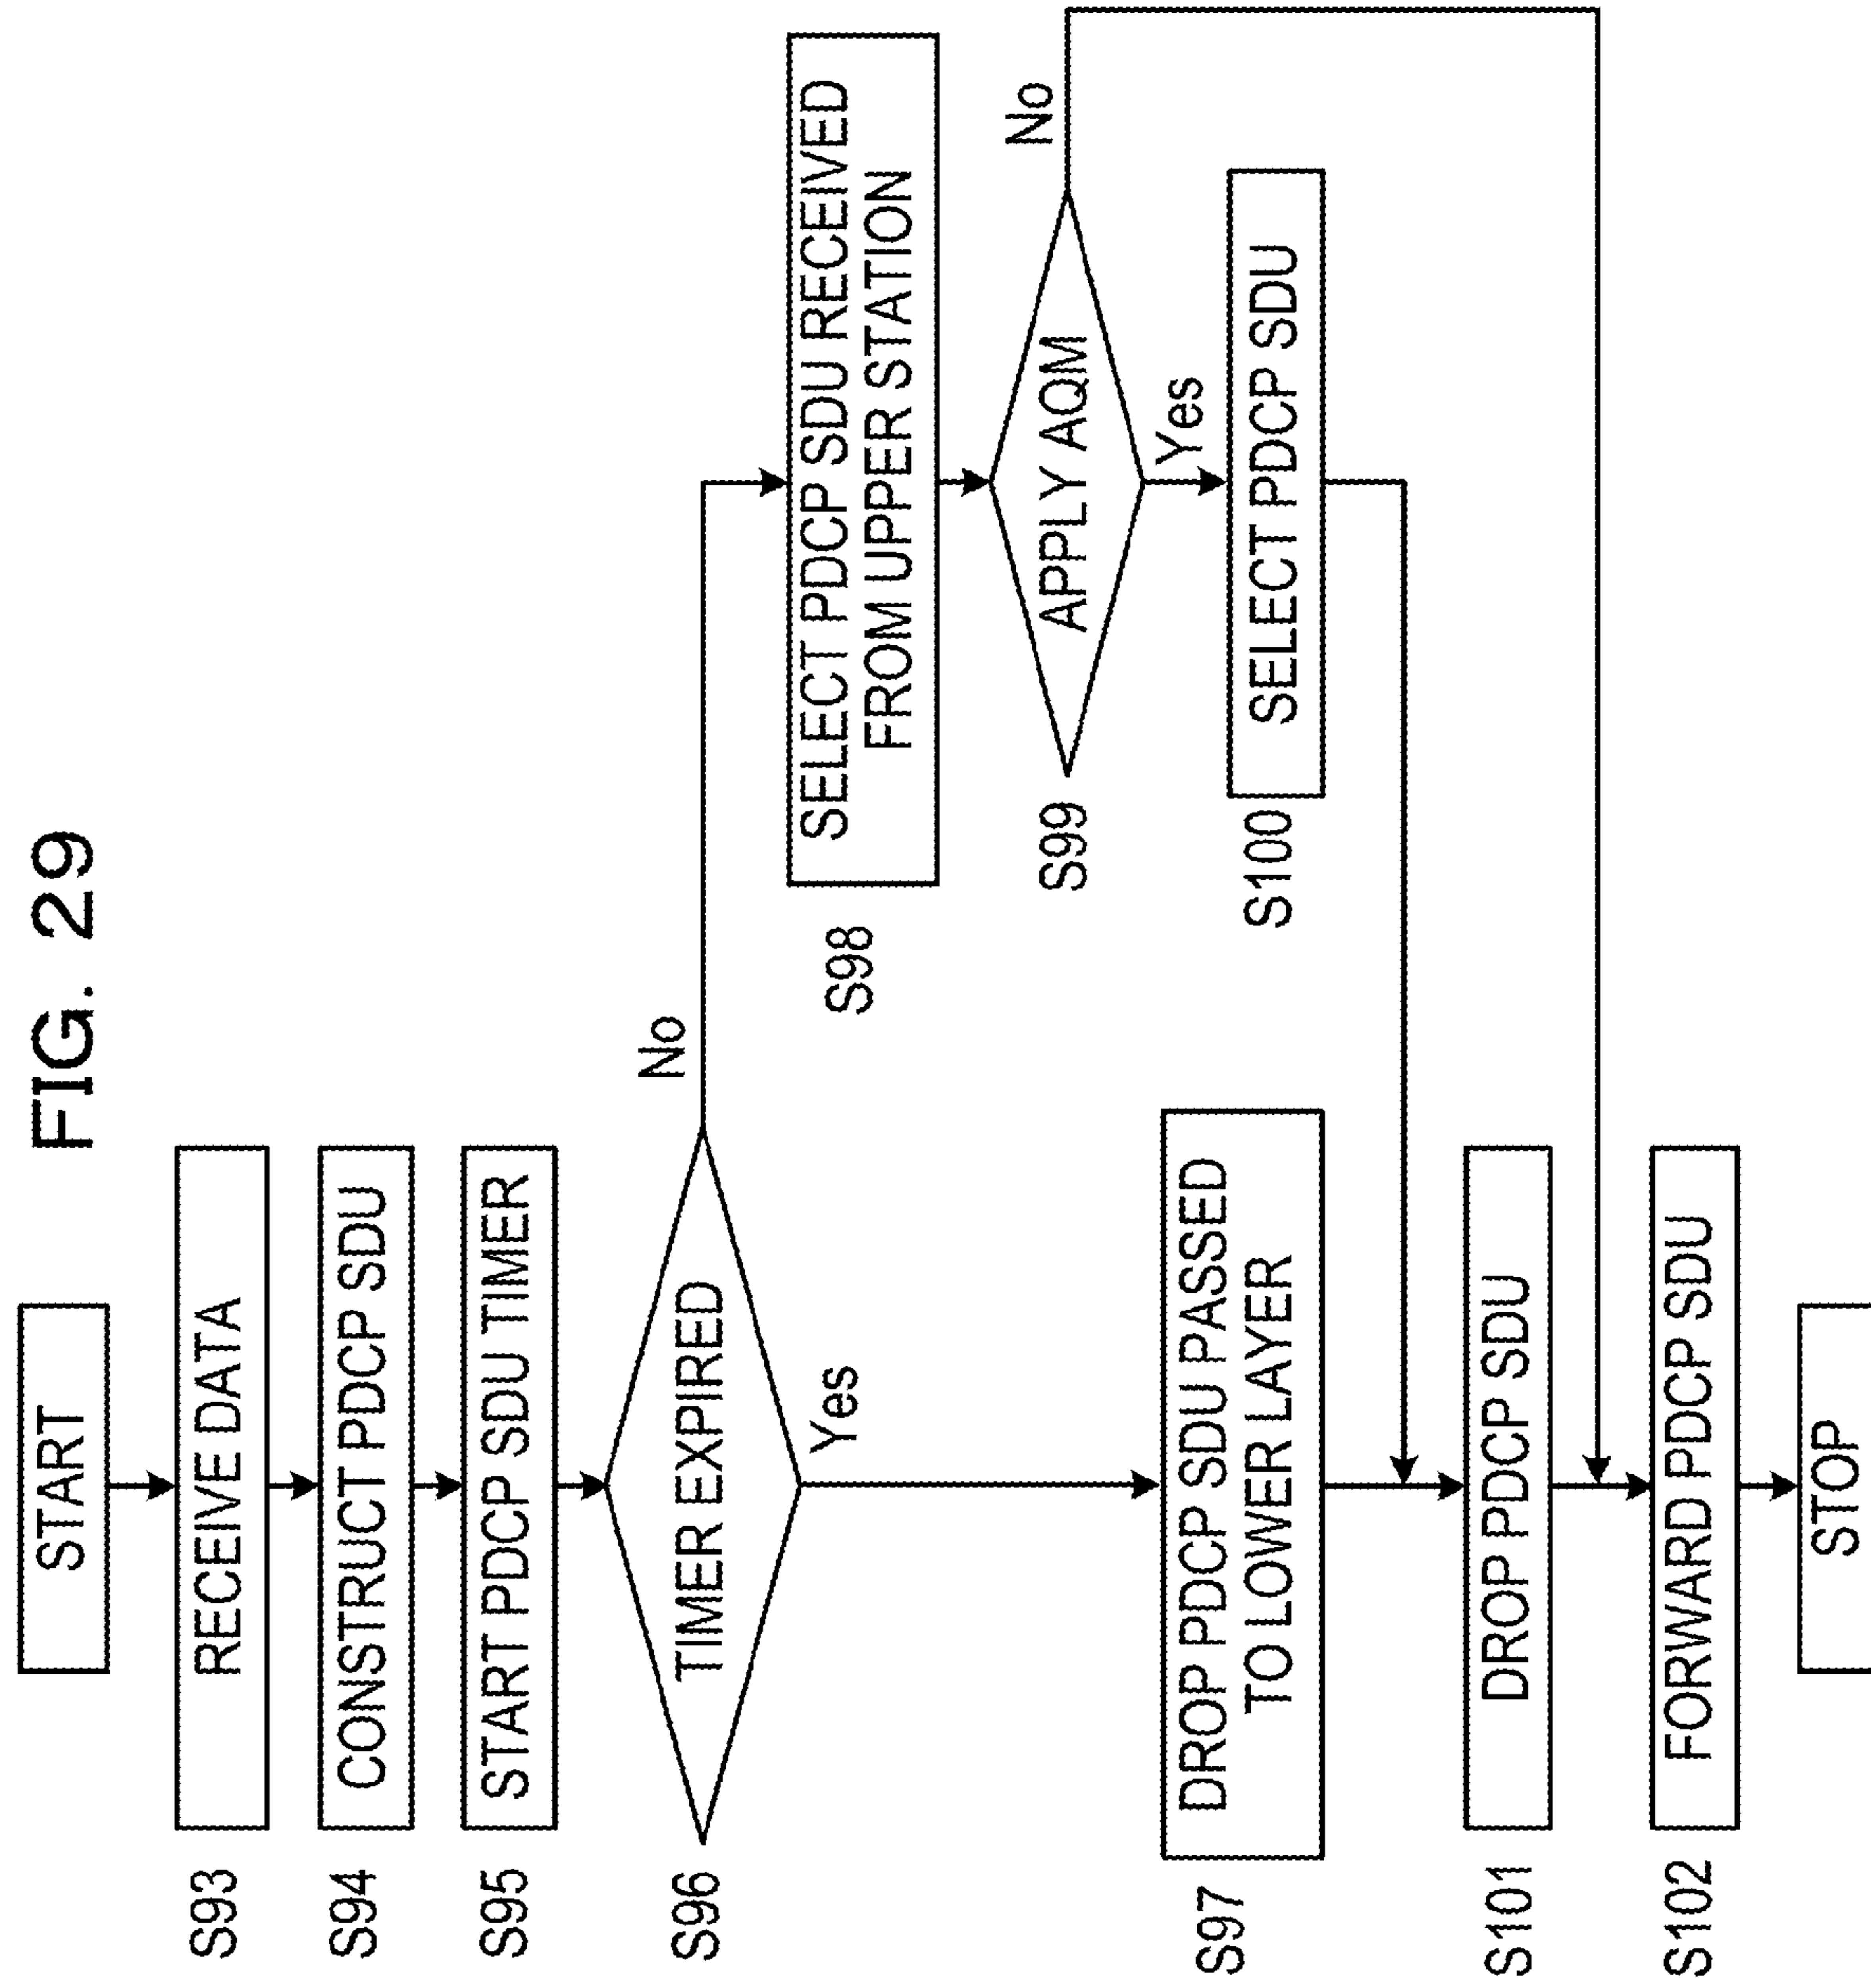 FIG. 29
START
S93
RECEIVE DATA
S94
CONSTRUCT PDCP SDU
S95
START PDCP SDU TIMER
S96
TIMER EXPIRED
No
Yes
S98
SELECT PDCP SDU RECEIVED
FROM UPPER STATION
S99
APPLY AQM
No
Yes
S100
SELECT PDCP SDU
S97
DROP PDCP SDU PASSED
TO LOWER LAYER
S101
DROP PDCP SDU
S102
FORWARD PDCP SDU
STOP